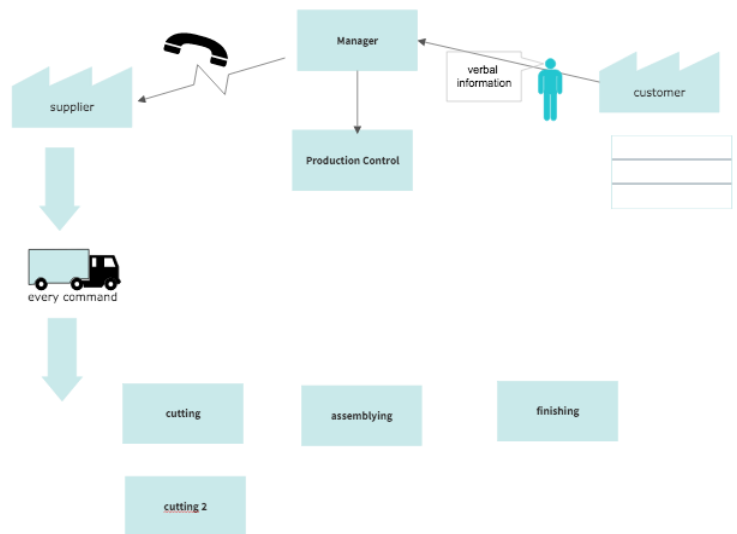 Manager
verbal
information
supplier
customer
Production Control
every command
cutting
assemblying
finishing
cutting 2